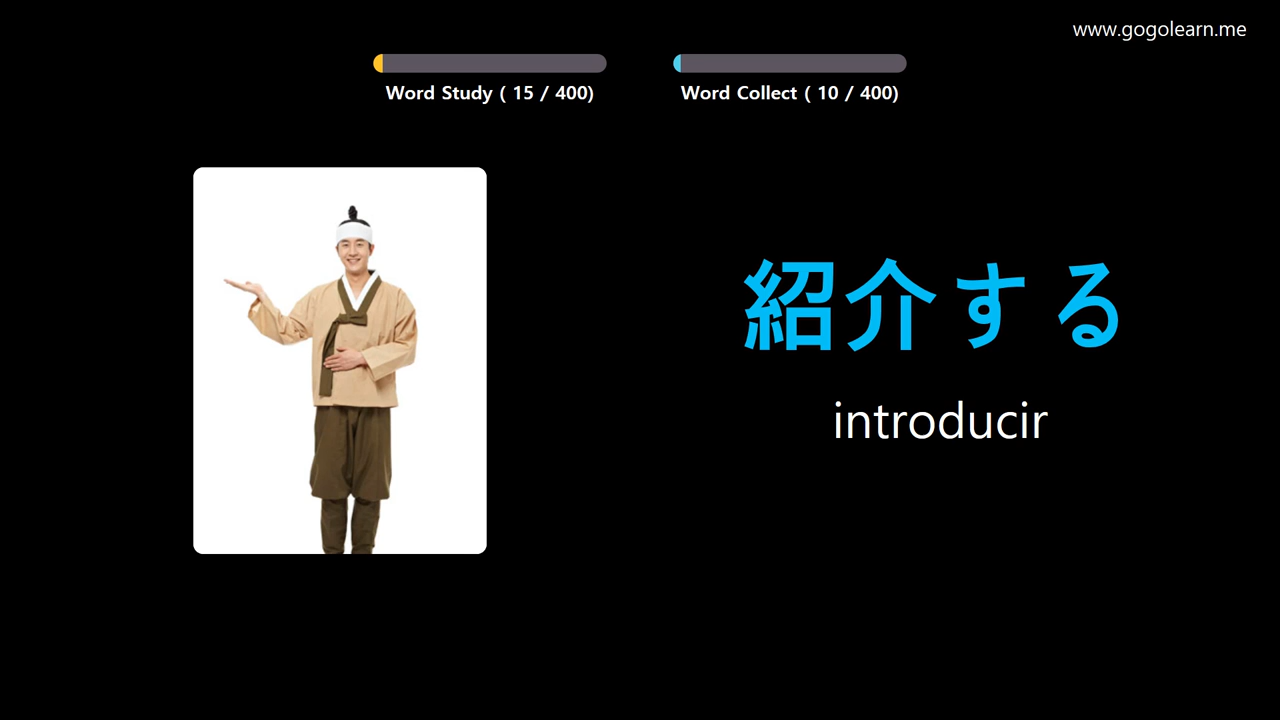 www.gogolearn.me
Word Study ( 15 / 400)
Word Collect ( 10 / 400)
紹介する
introducir